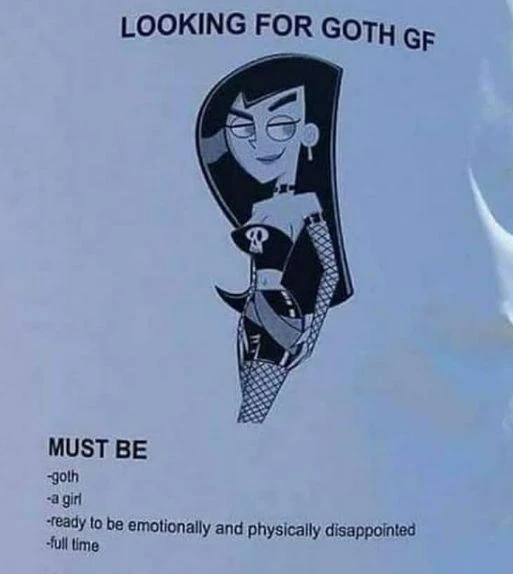 LOOKING FOR GOTH GF
MUST BE
-goth
-a girl
-ready to be emotionally and physically disappointed
-full time